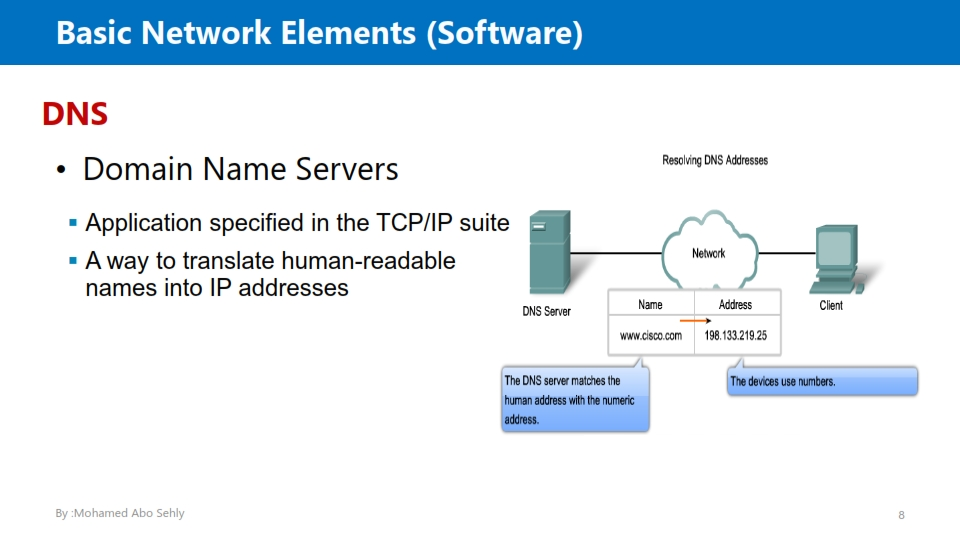 Basic Network Elements (Software)
DNS
• Domain Name Servers
▪ Application specified in the TCP/IP suite
▪ A way to translate human-readable
names into IP addresses
Resolving DNS Addresses
Network
DNS Server
Client
Name Address
www.cisco.com 198.133.219.25
The DNS server matches the
human address with the numeric
address.
The devices use numbers.
By :Mohamed Abo Sehly
8